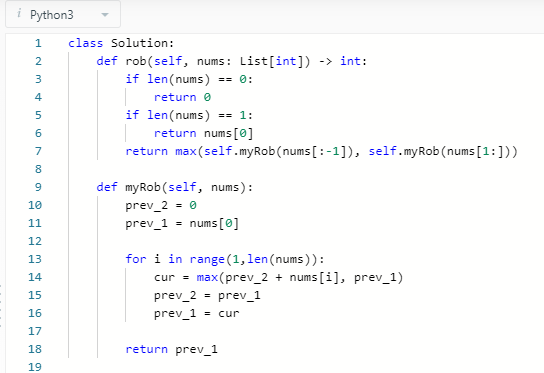 i Python3
1 class Solution:
2     def rob(self, nums: List[int]) -> int:
3         if len(nums) == 0:
4             return 0
5         if len(nums) == 1:
6             return nums[0]
7         return max(self.myRob(nums[:-1]), self.myRob(nums[1:]))
8
9     def myRob(self, nums):
10         prev_2 = 0
11         prev_1 = nums[0]
12
13         for i in range(1,len(nums)):
14             cur = max(prev_2 + nums[i], prev_1)
15             prev_2 = prev_1
16             prev_1 = cur
17
18         return prev_1
19